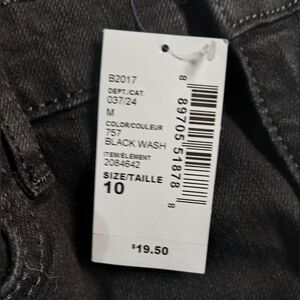 B2017
DEPT./CAT.
037/24
M
COLOR/COULEUR
757
BLACK WASH
ITEM/ELEMENT
2084642
SIZE/TAILLE
10
8 89705 51878 8
$19.50